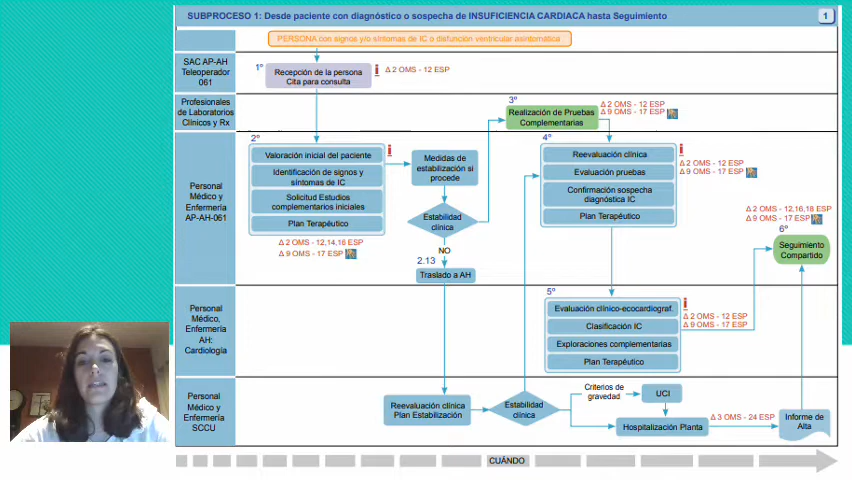 SUBPROCESO 1: Desde paciente con diagnóstico o sospecha de INSUFICIENCIA CARDIACA hasta Seguimiento
1
PERSONA con signos y/o síntomas de IC o disfunción ventricular asintomática
SAC AP-AH
Teleoperador
061
1º
Recepción de la persona
Cita para consulta
Δ 2 OMS - 12 ESP
Profesionales
de Laboratorios
Clínicos y Rx
3º
Realización de Pruebas
Complementarias
Δ 2 OMS - 12 ESP
Δ 9 OMS - 17 ESP
Personal
Médico y
Enfermería
AP-AH-061
2º
Valoración inicial del paciente
Identificación de signos y
síntomas de IC
Solicitud Estudios
complementarios iniciales
Plan Terapéutico
Δ 2 OMS - 12,14,16 ESP
Δ 9 OMS - 17 ESP
Medidas de
estabilización si
procede
Estabilidad
clínica
NO
2.13
Traslado a AH
4º
Reevaluación clínica
Evaluación pruebas
Confirmación sospecha
diagnóstica IC
Plan Terapéutico
Δ 2 OMS - 12 ESP
Δ 9 OMS - 17 ESP
Δ 2 OMS - 12,16,18 ESP
Δ 9 OMS - 17 ESP
6º
Seguimiento
Compartido
Personal
Médico,
Enfermería
AH:
Cardiología
5º
Evaluación clínico-ecocardiograf.
Clasificación IC
Exploraciones complementarias
Plan Terapéutico
Δ 2 OMS - 12 ESP
Δ 9 OMS - 17 ESP
Personal
Médico y
Enfermería
SCCU
Reevaluación clínica
Plan Estabilización
Estabilidad
clínica
Criterios de
gravedad
UCI
Hospitalización Planta
Δ 3 OMS - 24 ESP
Informe de
Alta
CUÁNDO